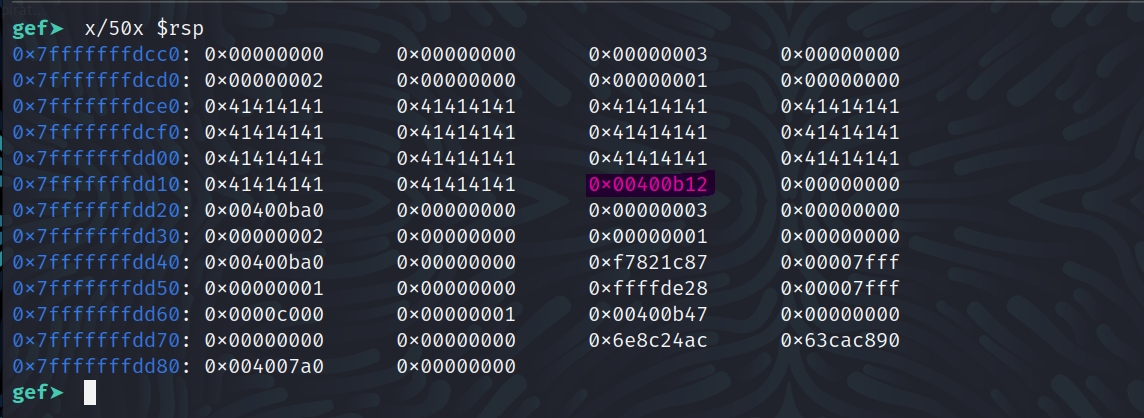 gef➤  x/50x $rsp
0x7fffffffdcc0: 0x00000000 0x00000000 0x00000003 0x00000000
0x7fffffffdcd0: 0x00000002 0x00000000 0x00000001 0x00000000
0x7fffffffdce0: 0x41414141 0x41414141 0x41414141 0x41414141
0x7fffffffdcf0: 0x41414141 0x41414141 0x41414141 0x41414141
0x7fffffffdd00: 0x41414141 0x41414141 0x41414141 0x41414141
0x7fffffffdd10: 0x41414141 0x41414141 0x00400b12 0x00000000
0x7fffffffdd20: 0x00400ba0 0x00000000 0x00000003 0x00000000
0x7fffffffdd30: 0x00000002 0x00000000 0x00000001 0x00000000
0x7fffffffdd40: 0x00400ba0 0x00000000 0xf7821c87 0x00007fff
0x7fffffffdd50: 0x00000001 0x00000000 0xffffde28 0x00007fff
0x7fffffffdd60: 0x0000c000 0x00000001 0x00400b47 0x00000000
0x7fffffffdd70: 0x00000000 0x00000000 0x6e8c24ac 0x63cac890
0x7fffffffdd80: 0x004007a0 0x00000000
gef➤